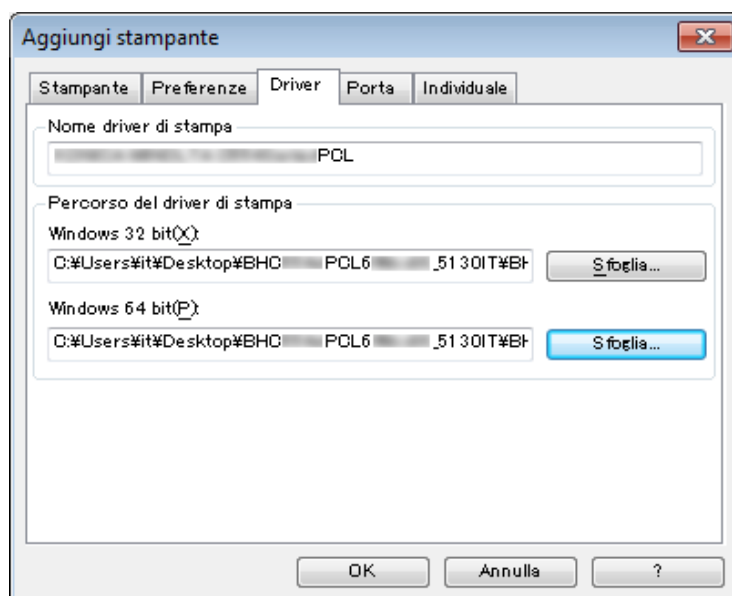 Aggiungi stampante
Stampante Preferenze Driver Porta Individuale
Nome driver di stampa
PCL
Percorso del driver di stampa
Windows 32 bit(X):
C:¥Users¥it¥Desktop¥BHC PCL6 _5130IT¥BH Sfoglia...
Windows 64 bit(P):
C:¥Users¥it¥Desktop¥BHC PCL6 _5130IT¥BH Sfoglia...
OK Annulla ?